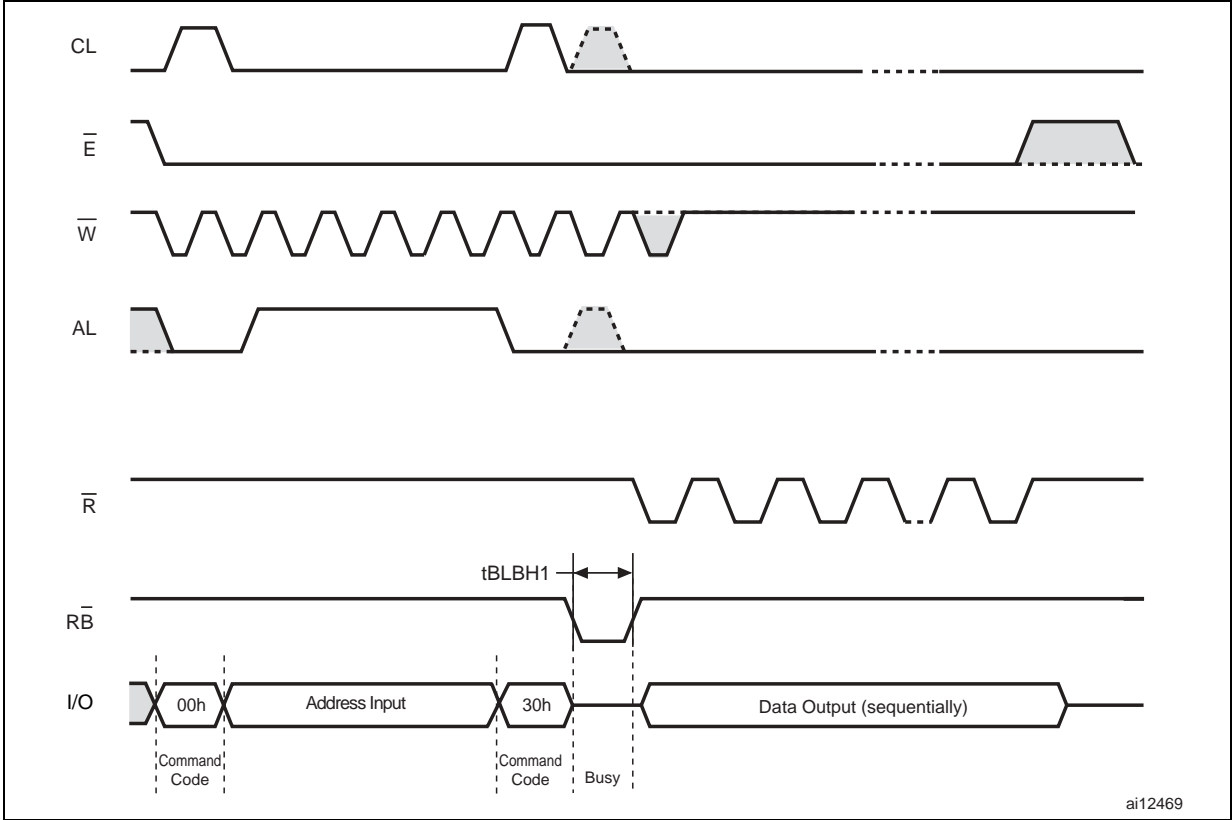 CL
E̅
W̅
AL
R̅
tBLBH1
RB̅
I/O
00h
Address Input
30h
Data Output (sequentially)
Command
Code
Command
Code
Busy
ai12469